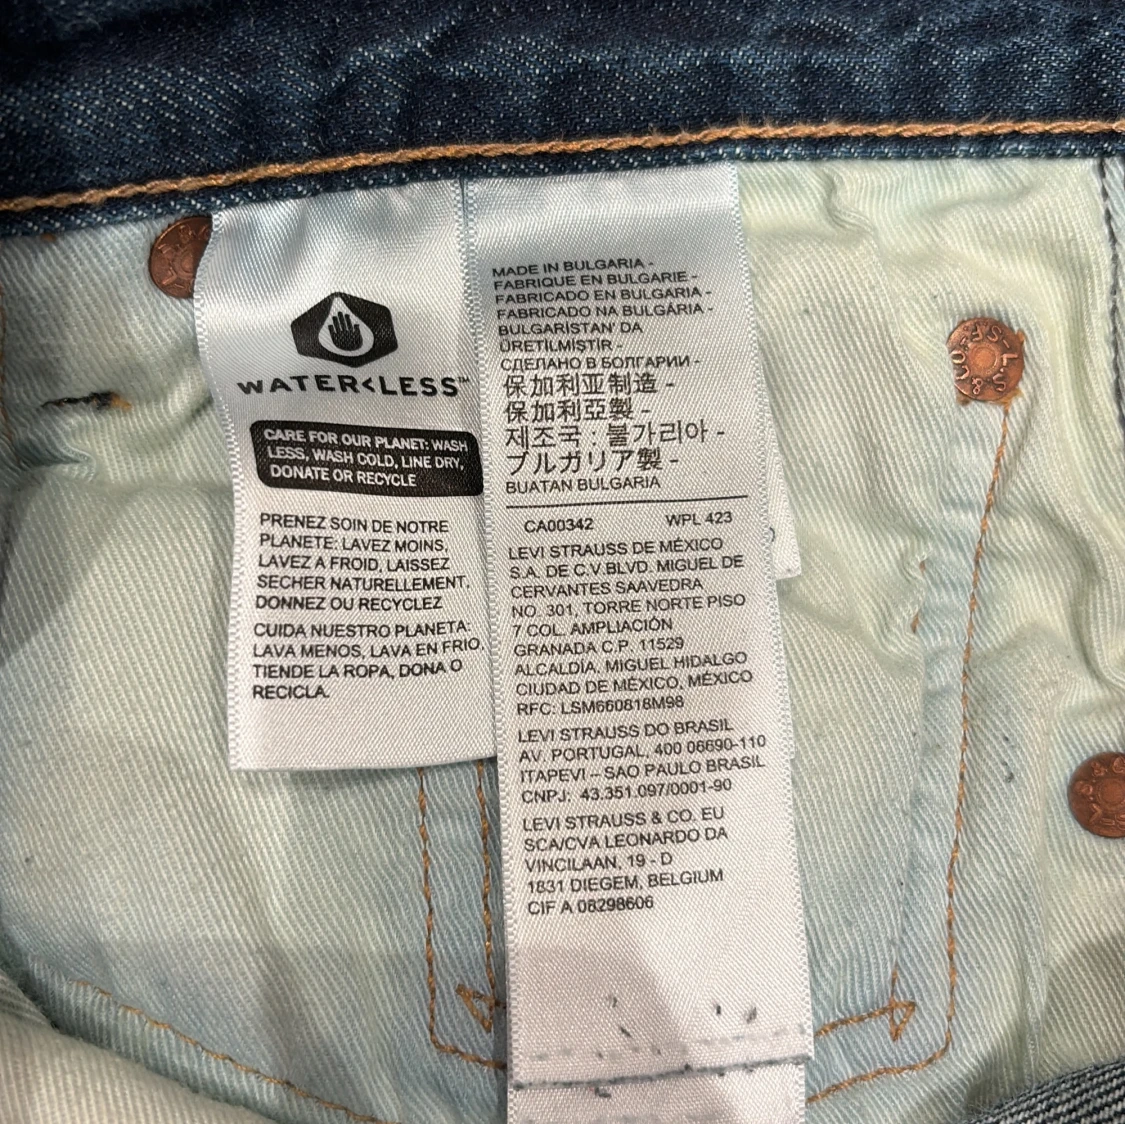 WATER<LESS™
CARE FOR OUR PLANET: WASH
LESS, WASH COLD, LINE DRY,
DONATE OR RECYCLE
PRENEZ SOIN DE NOTRE
PLANETE: LAVEZ MOINS,
LAVEZ A FROID, LAISSEZ
SECHER NATURELLEMENT.
DONNEZ OU RECYCLEZ
CUIDA NUESTRO PLANETA:
LAVA MENOS, LAVA EN FRIO.
TIENDE LA ROPA, DONA O
RECICLA.
MADE IN BULGARIA -
FABRIQUE EN BULGARIE -
FABRICADO EN BULGARIA -
FABRICADO NA BULGÁRIA -
BULGARİSTAN' DA
ÜRETİLMİŞTİR -
СДЕЛАНО В БОЛГАРИИ -
保加利亚制造 -
保加利亞製 -
제조국 : 불가리아 -
ブルガリア製 -
BUATAN BULGARIA
CA00342 WPL 423
LEVI STRAUSS DE MÉXICO
S.A. DE C.V.BLVD. MIGUEL DE
CERVANTES SAAVEDRA
NO. 301, TORRE NORTE PISO
7 COL. AMPLIACIÓN
GRANADA C.P. 11529
ALCALDÍA, MIGUEL HIDALGO
CIUDAD DE MÉXICO, MÉXICO
RFC: LSM660818M98
LEVI STRAUSS DO BRASIL
AV. PORTUGAL, 400 06690-110
ITAPEVI – SAO PAULO BRASIL
CNPJ: 43.351.097/0001-90
LEVI STRAUSS & CO. EU
SCA/CVA LEONARDO DA
VINCILAAN, 19 - D
1831 DIEGEM, BELGIUM
CIF A 08298606